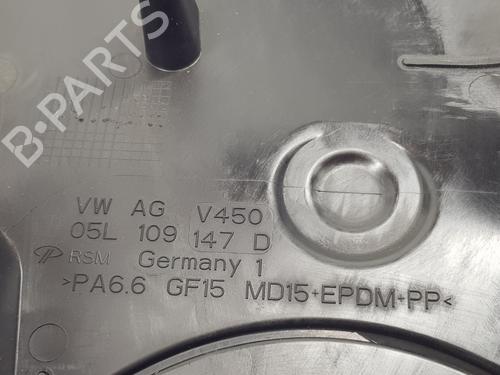 B-PARTS
VW AG V450
05L 109 147 D
RSM Germany 1
>PA6.6 GF15 MD15+EPDM+PP<